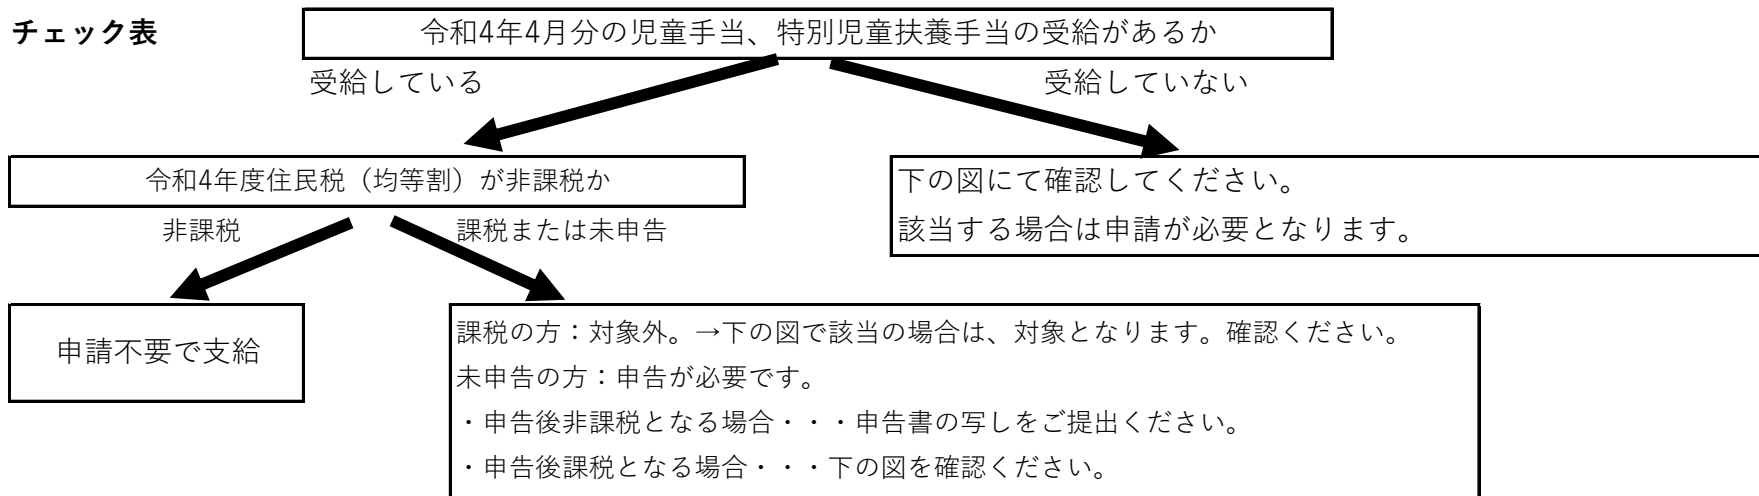 チェック表
令和4年4月分の児童手当、特別児童扶養手当の受給があるか
受給している
受給していない
令和4年度住民税（均等割）が非課税か
下の図にて確認してください。
該当する場合は申請が必要となります。
非課税
課税または未申告
申請不要で支給
課税の方：対象外。→下の図で該当の場合は、対象となります。確認ください。
未申告の方：申告が必要です。
・申告後非課税となる場合・・・申告書の写しをご提出ください。
・申告後課税となる場合・・・下の図を確認ください。